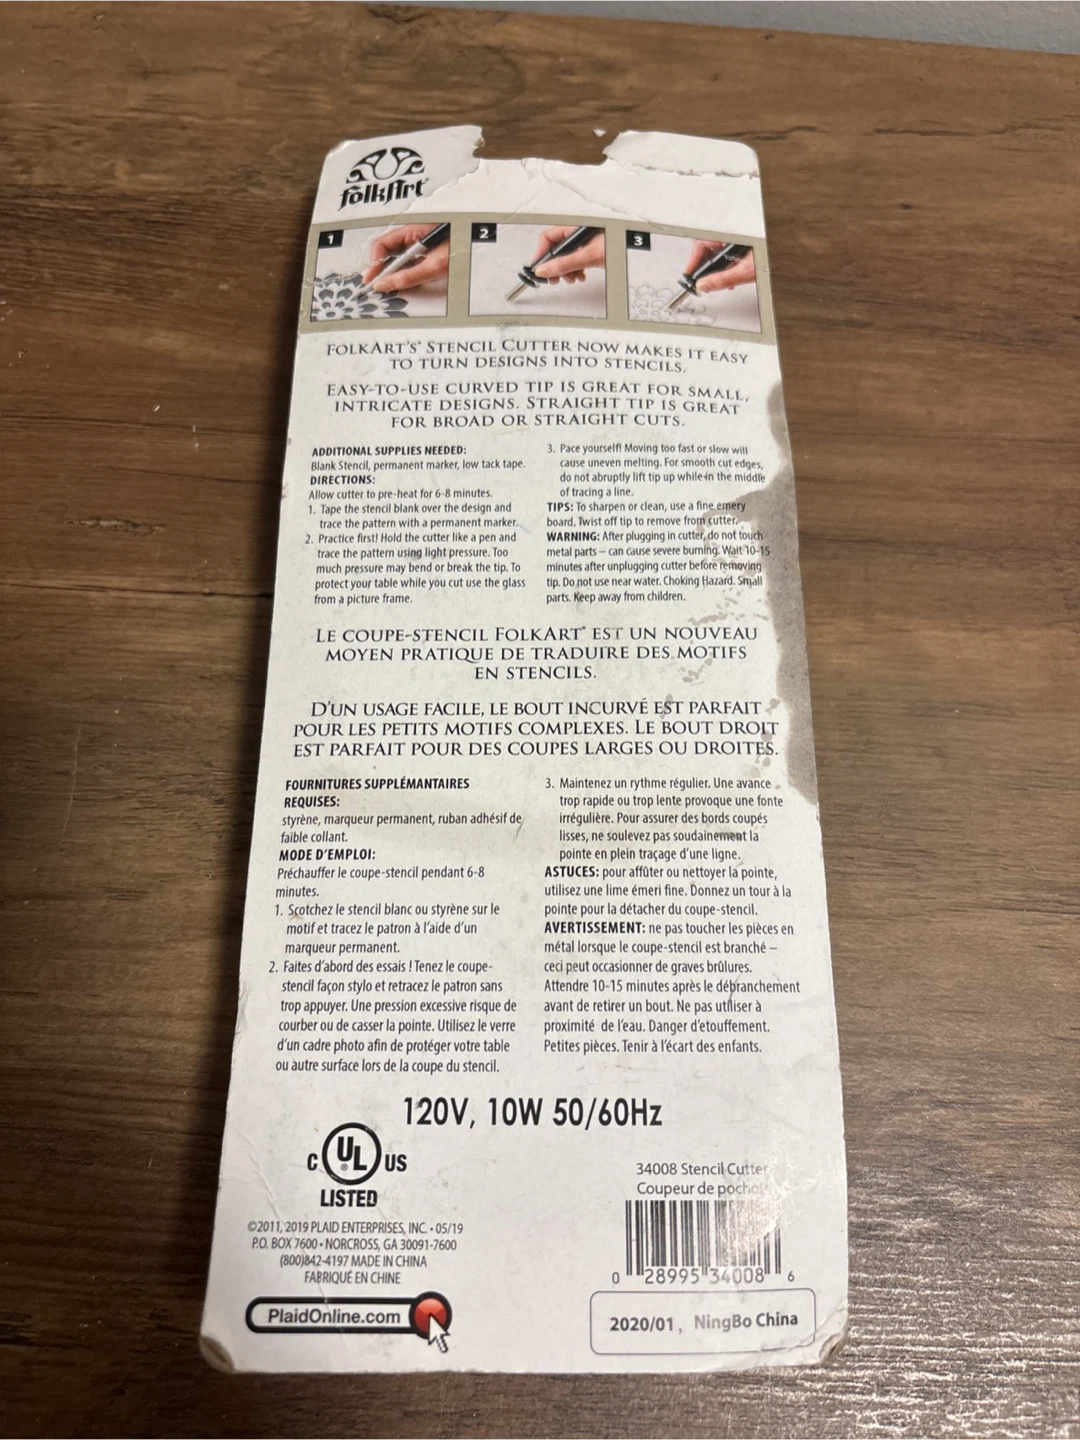 folkArt
1
2
3
FOLKART'S® STENCIL CUTTER NOW MAKES IT EASY
TO TURN DESIGNS INTO STENCILS.
EASY-TO-USE CURVED TIP IS GREAT FOR SMALL,
INTRICATE DESIGNS. STRAIGHT TIP IS GREAT
FOR BROAD OR STRAIGHT CUTS.
ADDITIONAL SUPPLIES NEEDED:
Blank Stencil, permanent marker, low tack tape.
DIRECTIONS:
Allow cutter to pre-heat for 6-8 minutes.
1. Tape the stencil blank over the design and
trace the pattern with a permanent marker.
2. Practice first! Hold the cutter like a pen and
trace the pattern using light pressure. Too
much pressure may bend or break the tip. To
protect your table while you cut use the glass
from a picture frame.
3. Pace yourself! Moving too fast or slow will
cause uneven melting. For smooth cut edges,
do not abruptly lift tip up while in the middle
of tracing a line.
TIPS: To sharpen or clean, use a fine emery
board. Twist off tip to remove from cutter.
WARNING: After plugging in cutter, do not touch
metal parts – can cause severe burning. Wait 10-15
minutes after unplugging cutter before removing
tip. Do not use near water. Choking Hazard. Small
parts. Keep away from children.
LE COUPE-STENCIL FOLKART® EST UN NOUVEAU
MOYEN PRATIQUE DE TRADUIRE DES MOTIFS
EN STENCILS.
D'UN USAGE FACILE, LE BOUT INCURVÉ EST PARFAIT
POUR LES PETITS MOTIFS COMPLEXES. LE BOUT DROIT
EST PARFAIT POUR DES COUPES LARGES OU DROITES.
FOURNITURES SUPPLÉMANTAIRES
REQUISES:
styrène, marqueur permanent, ruban adhésif de
faible collant.
MODE D'EMPLOI:
Préchauffer le coupe-stencil pendant 6-8
minutes.
1. Scotchez le stencil blanc ou styrène sur le
motif et tracez le patron à l'aide d'un
marqueur permanent.
2. Faites d'abord des essais ! Tenez le coupe-
stencil façon stylo et retracez le patron sans
trop appuyer. Une pression excessive risque de
courber ou de casser la pointe. Utilisez le verre
d'un cadre photo afin de protéger votre table
ou autre surface lors de la coupe du stencil.
3. Maintenez un rythme régulier. Une avance
trop rapide ou trop lente provoque une fonte
irrégulière. Pour assurer des bords coupés
lisses, ne soulevez pas soudainement la
pointe en plein traçage d'une ligne.
ASTUCES: pour affûter ou nettoyer la pointe,
utilisez une lime émeri fine. Donnez un tour à la
pointe pour la détacher du coupe-stencil.
AVERTISSEMENT: ne pas toucher les pièces en
métal lorsque le coupe-stencil est branché –
ceci peut occasionner de graves brûlures.
Attendre 10-15 minutes après le débranchement
avant de retirer un bout. Ne pas utiliser à
proximité de l'eau. Danger d'etouffement.
Petites pièces. Tenir à l'écart des enfants.
120V, 10W 50/60Hz
C UL® US
LISTED
©2011, 2019 PLAID ENTERPRISES, INC. • 05/19
P.O. BOX 7600 • NORCROSS, GA 30091-7600
(800)842-4197 MADE IN CHINA
FABRIQUÉ EN CHINE
PlaidOnline.com
34008 Stencil Cutter
Coupeur de pochoir
0 28995 34008 6
2020/01, NingBo China